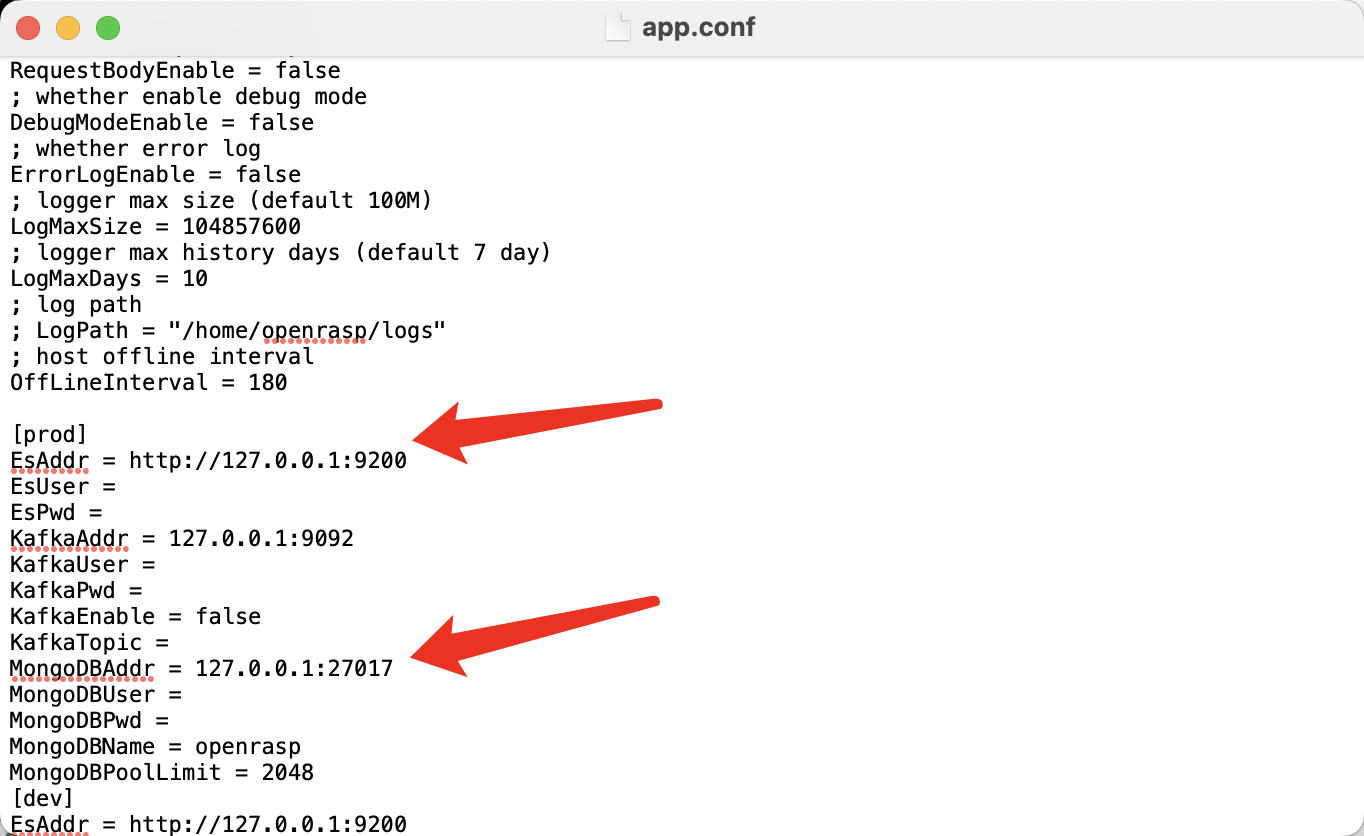 app.conf
RequestBodyEnable = false
; whether enable debug mode
DebugModeEnable = false
; whether error log
ErrorLogEnable = false
; logger max size (default 100M)
LogMaxSize = 104857600
; logger max history days (default 7 day)
LogMaxDays = 10
; log path
; LogPath = "/home/openrasp/logs"
; host offline interval
OffLineInterval = 180
[prod]
EsAddr = http://127.0.0.1:9200
EsUser =
EsPwd =
KafkaAddr = 127.0.0.1:9092
KafkaUser =
KafkaPwd =
KafkaEnable = false
KafkaTopic =
MongoDBAddr = 127.0.0.1:27017
MongoDBUser =
MongoDBPwd =
MongoDBName = openrasp
MongoDBPoolLimit = 2048
[dev]
EsAddr = http://127.0.0.1:9200